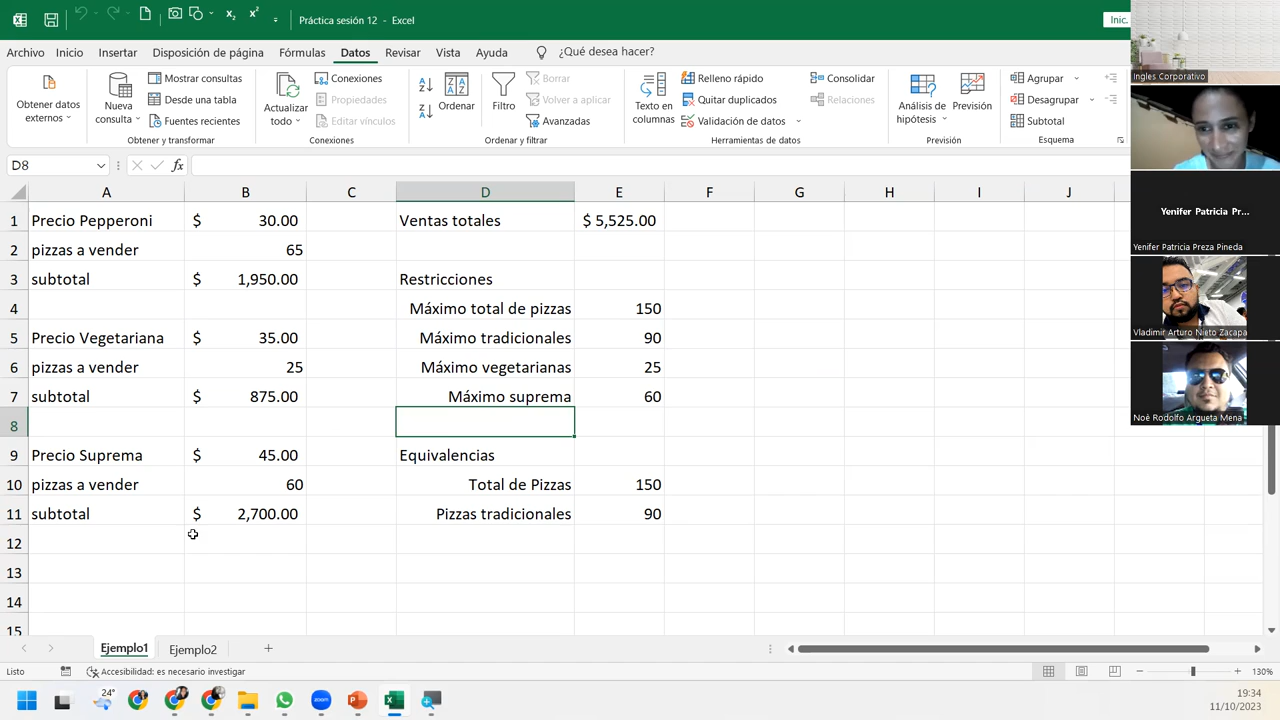 Práctica sesión 12 - Excel
Inic.
Archivo Inicio Insertar Disposición de página Fórmulas Datos Revisar Vista Ayuda ¿Qué desea hacer?
Obtener datos externos
Nueva consulta
Mostrar consultas
Desde una tabla
Fuentes recientes
Obtener y transformar
Actualizar todo
Conexiones
Propiedades
Editar vínculos
Conexiones
Ordenar
Filtro
Borrar
Volver a aplicar
Avanzadas
Ordenar y filtrar
Texto en columnas
Relleno rápido
Quitar duplicados
Validación de datos
Consolidar
Relaciones
Herramientas de datos
Análisis de hipótesis
Previsión
Previsión
Agrupar
Desagrupar
Subtotal
Esquema
D8
fx
A B C D E F G H I J
1 Precio Pepperoni $ 30.00 Ventas totales $ 5,525.00
2 pizzas a vender 65
3 subtotal $ 1,950.00 Restricciones
4 Máximo total de pizzas 150
5 Precio Vegetariana $ 35.00 Máximo tradicionales 90
6 pizzas a vender 25 Máximo vegetarianas 25
7 subtotal $ 875.00 Máximo suprema 60
8
9 Precio Suprema $ 45.00 Equivalencias
10 pizzas a vender 60 Total de Pizzas 150
11 subtotal $ 2,700.00 Pizzas tradicionales 90
12
13
14
15
Ejemplo1 Ejemplo2
Listo Accesibilidad: es necesario investigar 130%
24°
zoom
19:34
11/10/2023
Ingles Corporativo
Yenifer Patricia Pr...
Yenifer Patricia Preza Pineda
Vladimir Arturo Nieto Zacapa
Noé Rodolfo Argueta Mena